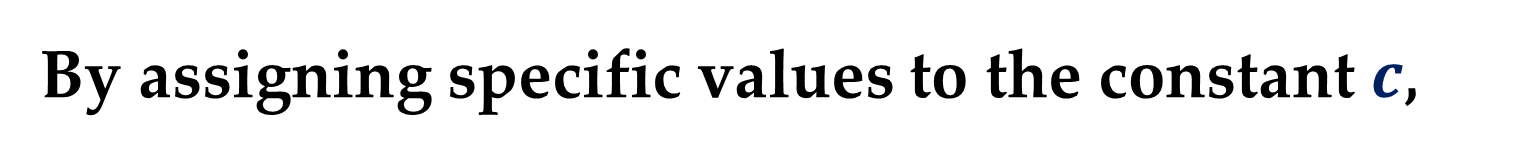 By assigning specific values to the constant c,